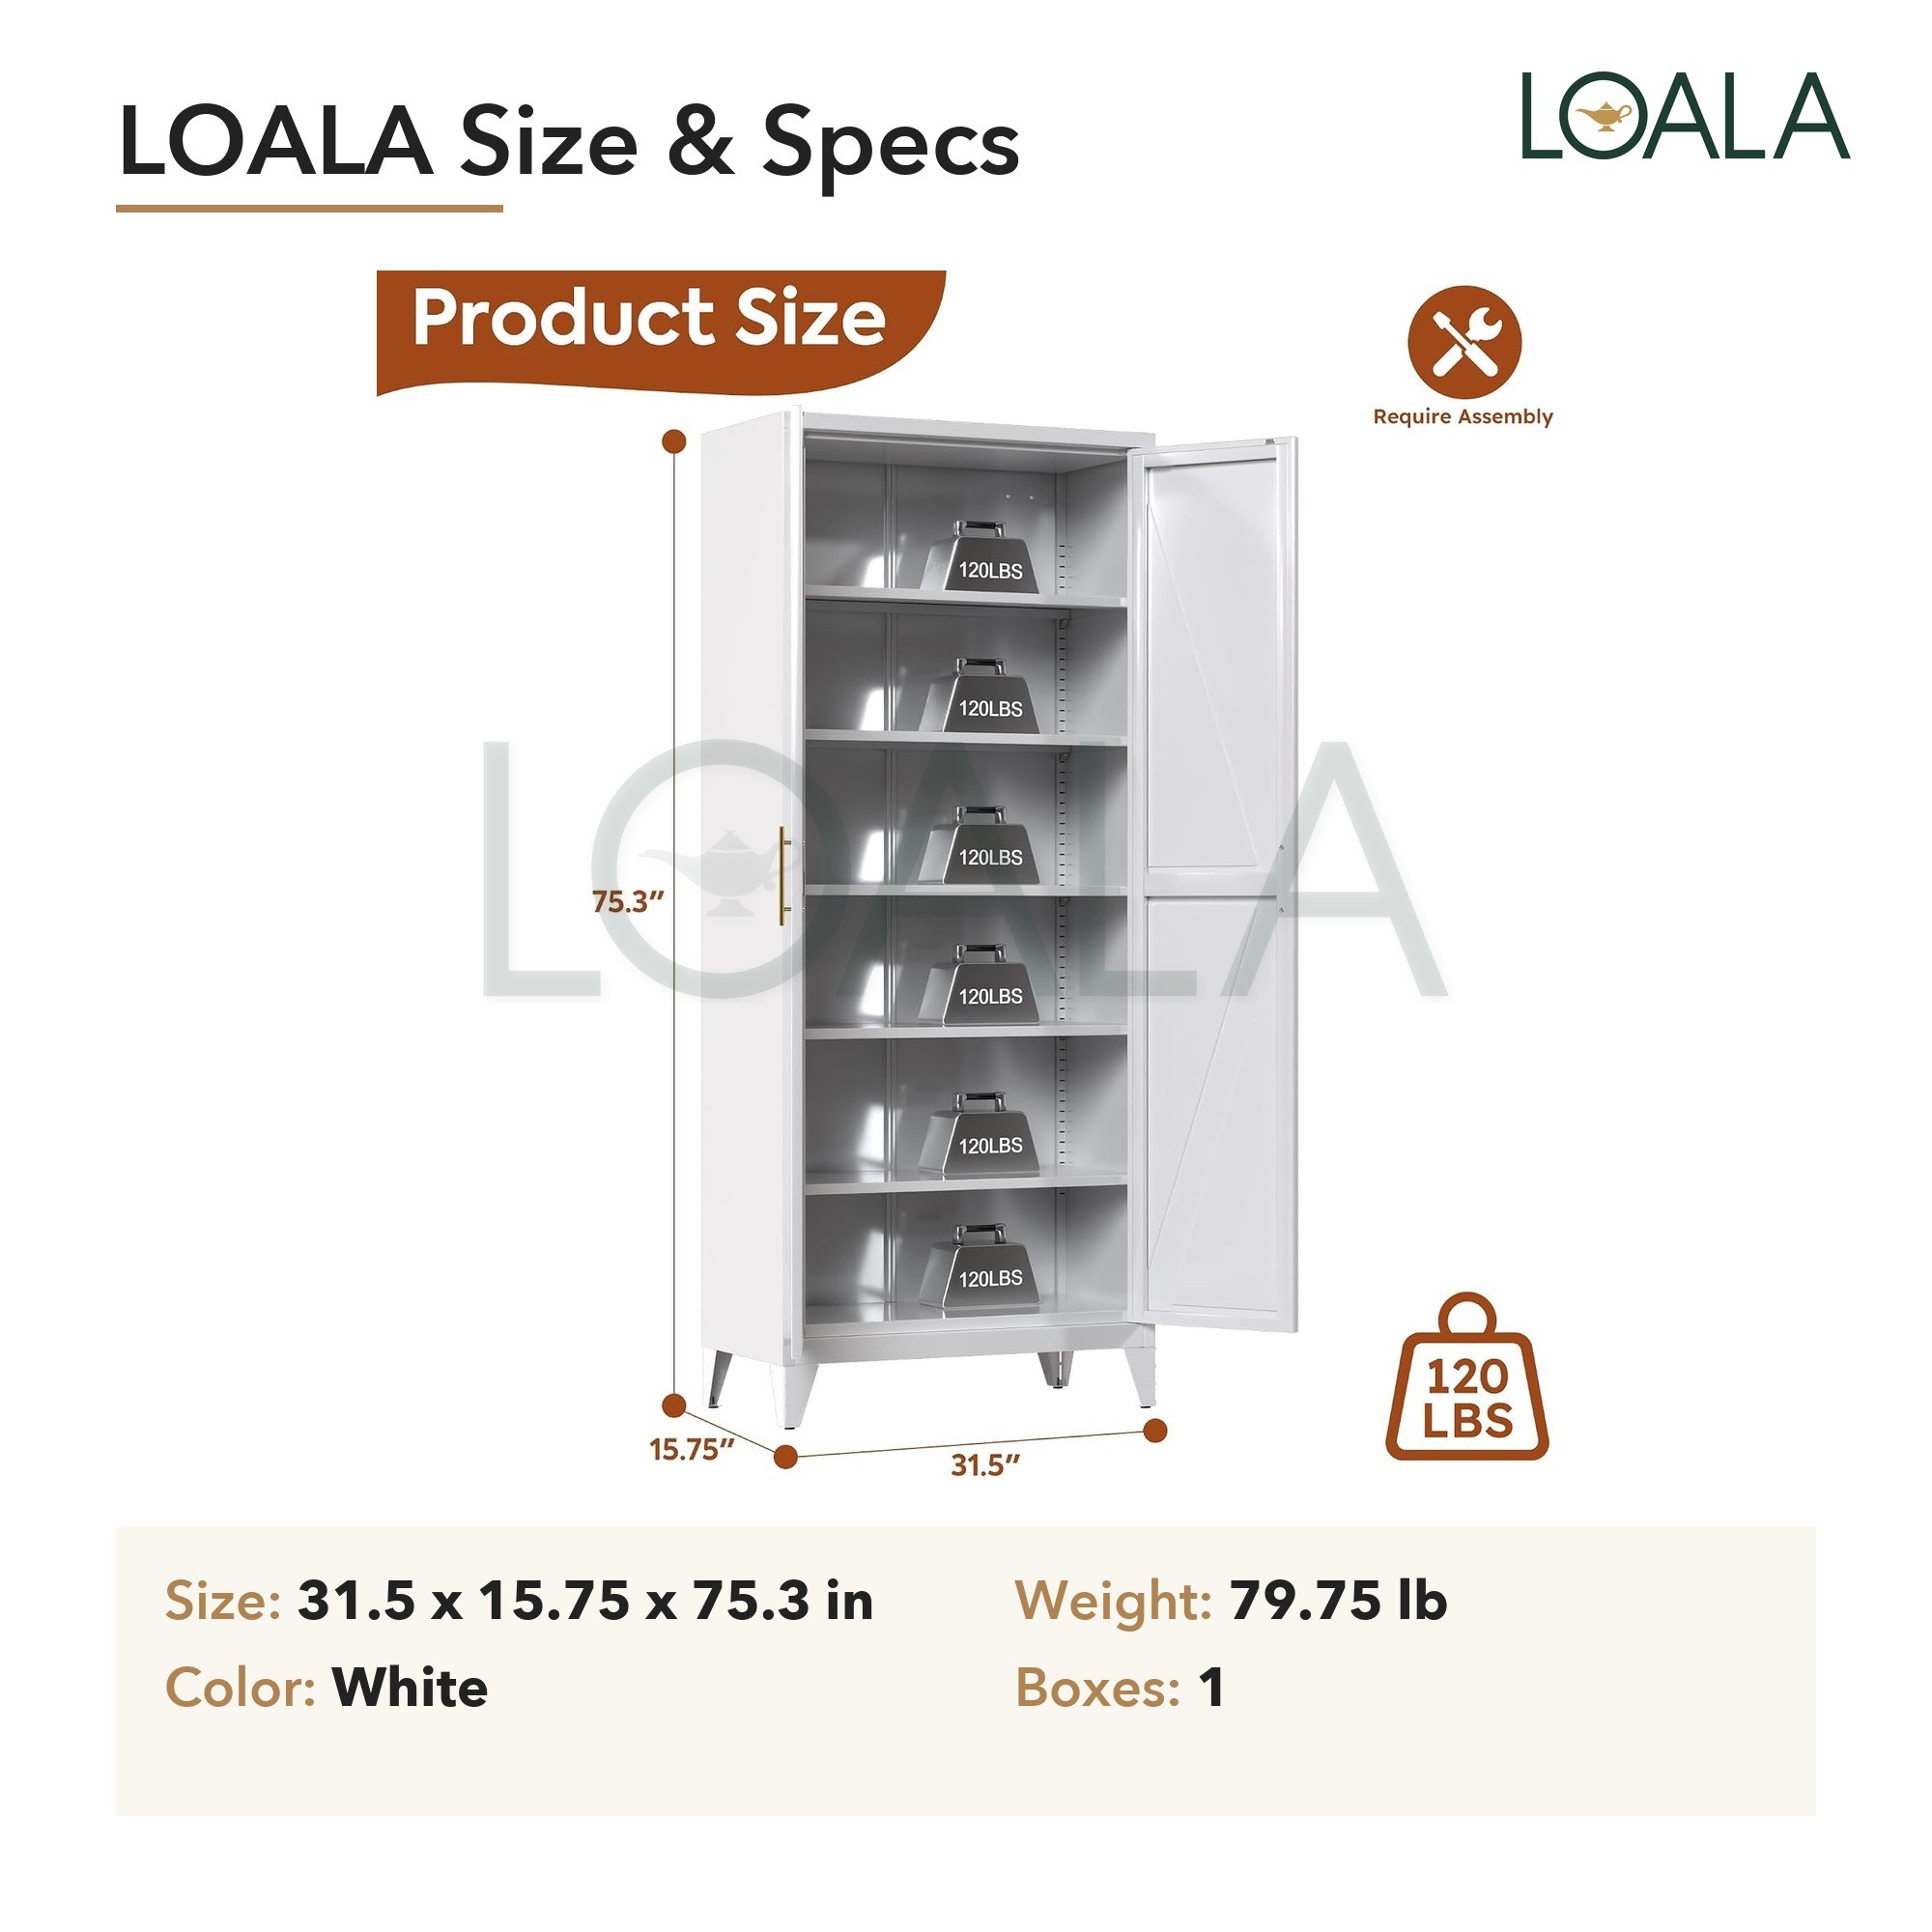 LOALA Size & Specs
LOALA
Product Size
Require Assembly
120LBS
120LBS
120LBS
120LBS
120LBS
120LBS
LOALA
75.3”
15.75”
31.5”
120
LBS
Size: 31.5 x 15.75 x 75.3 in
Weight: 79.75 lb
Color: White
Boxes: 1